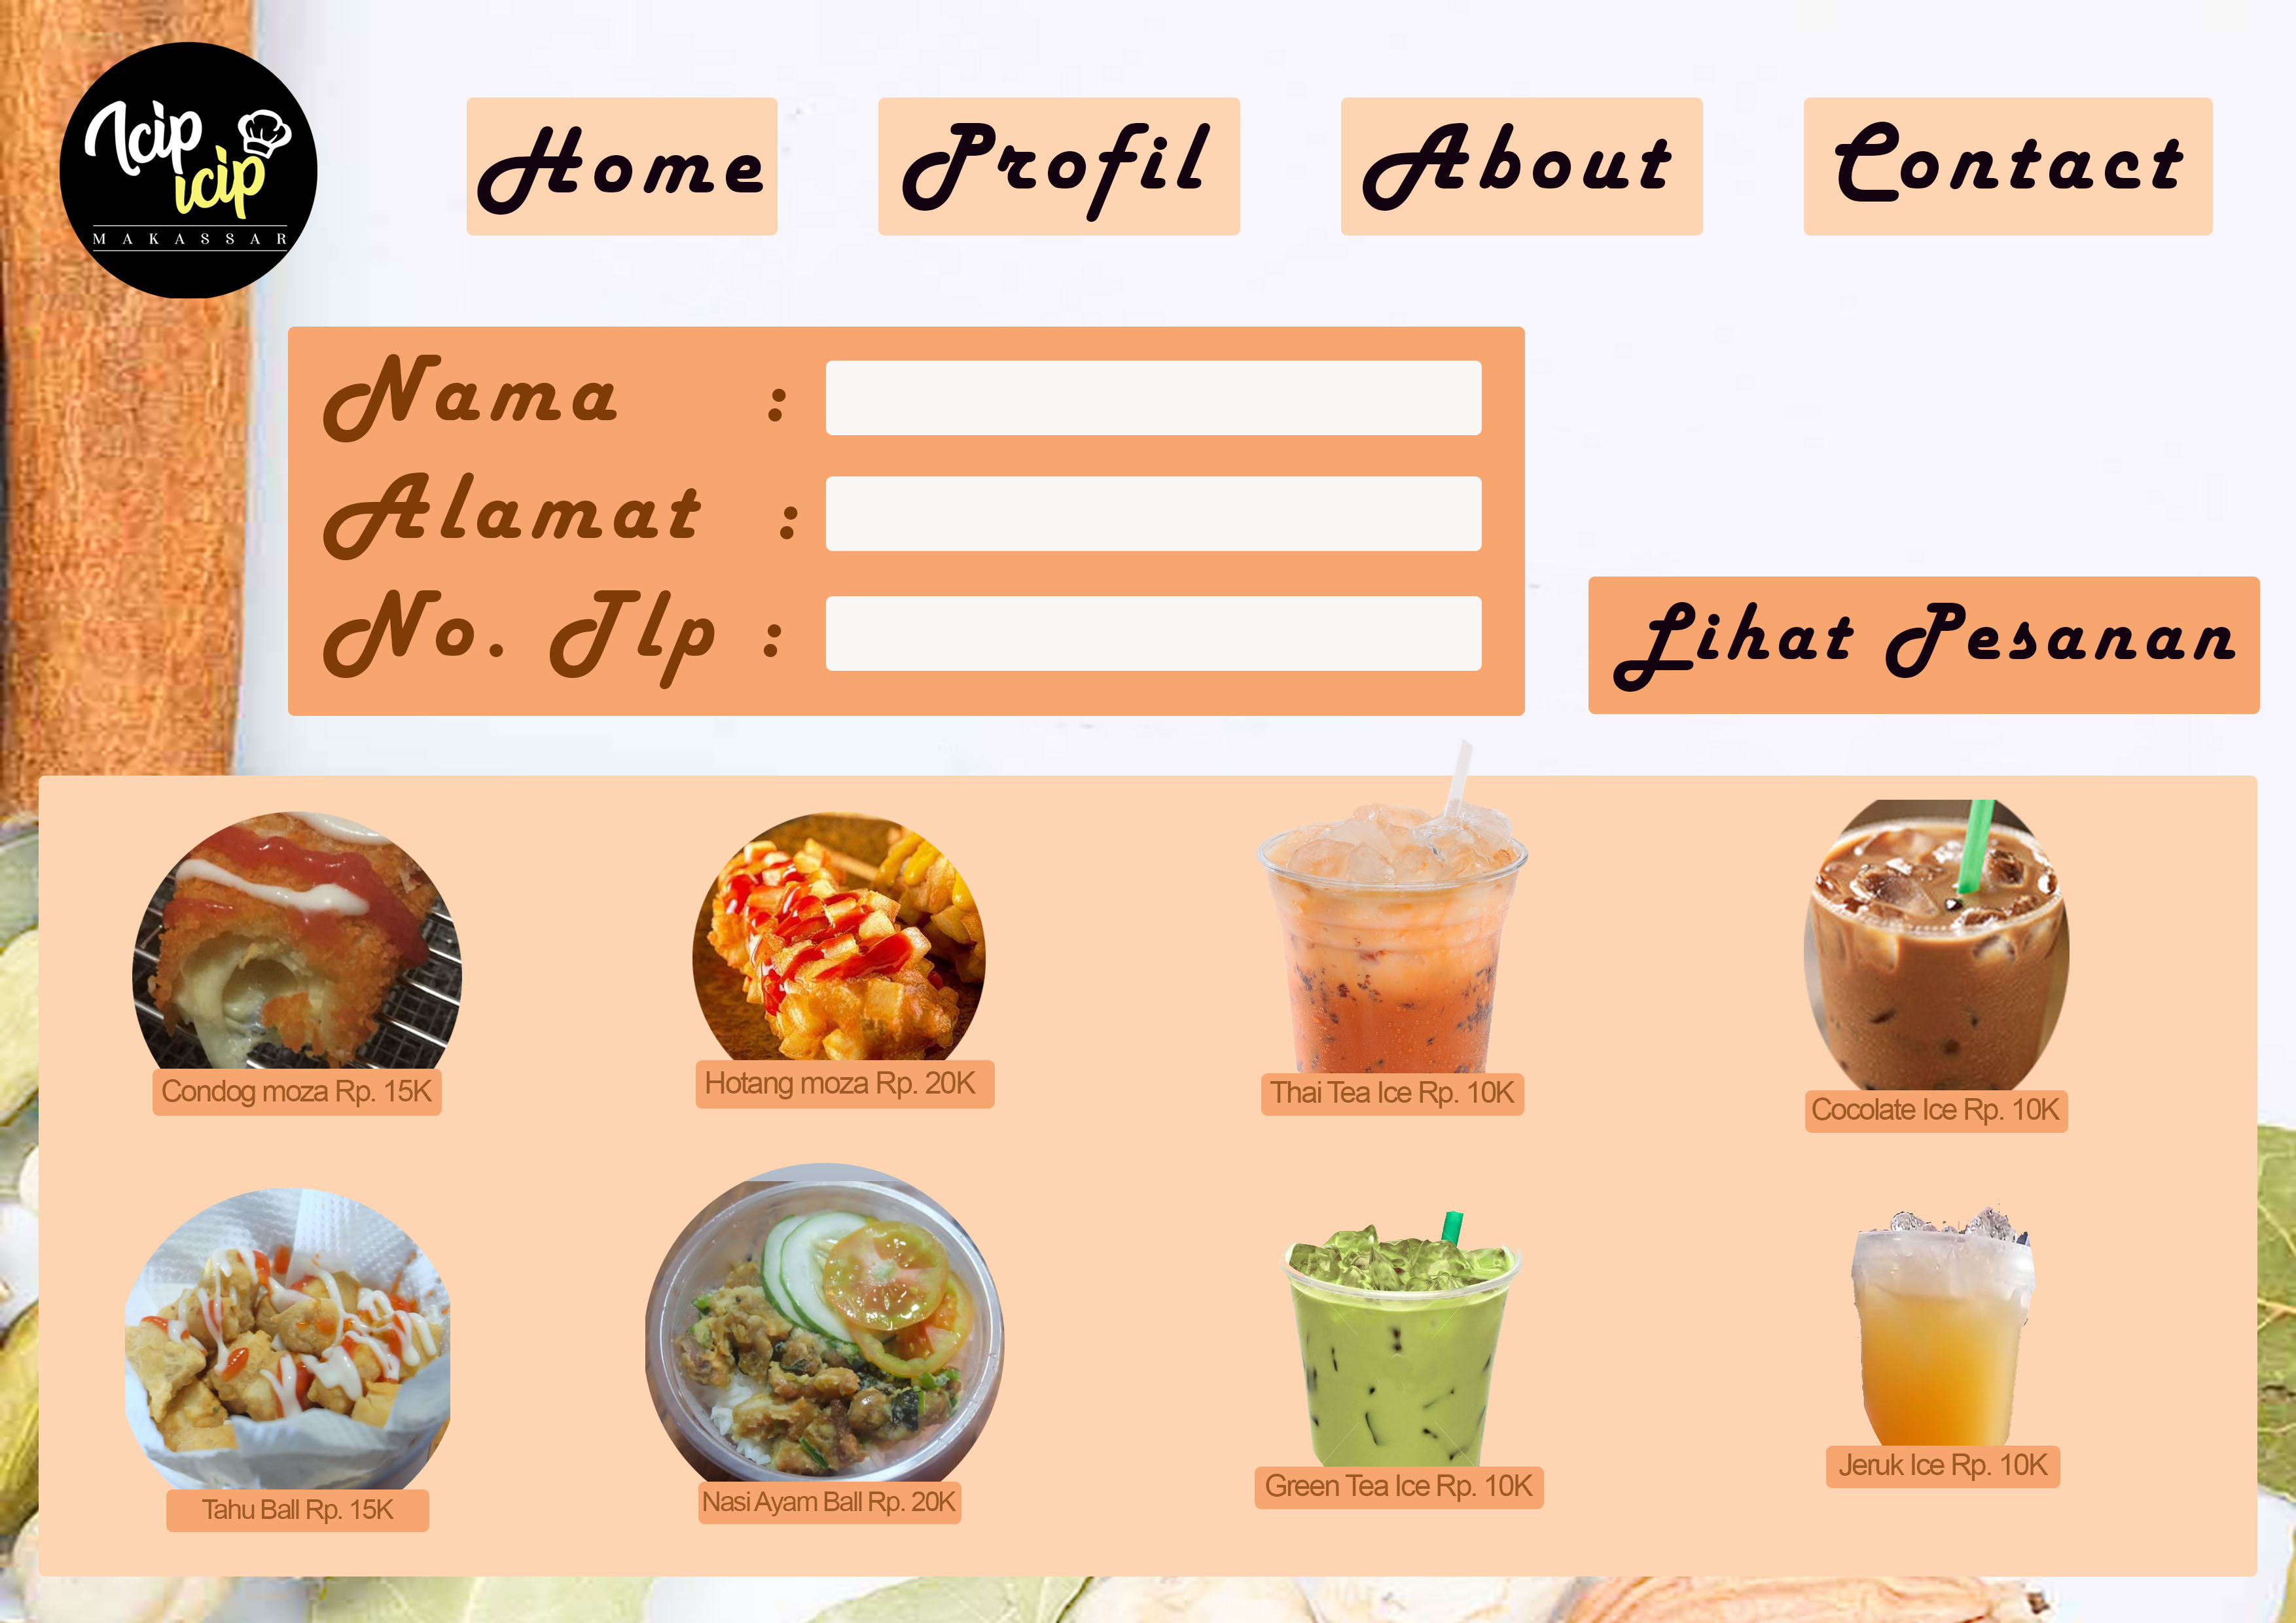 Icip
icip
MAKASSAR
Home
Profil
About
Contact
Nama :
Alamat :
No. Tlp :
Lihat Pesanan
Condog moza Rp. 15K
Hotang moza Rp. 20K
Thai Tea Ice Rp. 10K
Cocolate Ice Rp. 10K
Tahu Ball Rp. 15K
Nasi Ayam Ball Rp. 20K
Green Tea Ice Rp. 10K
Jeruk Ice Rp. 10K